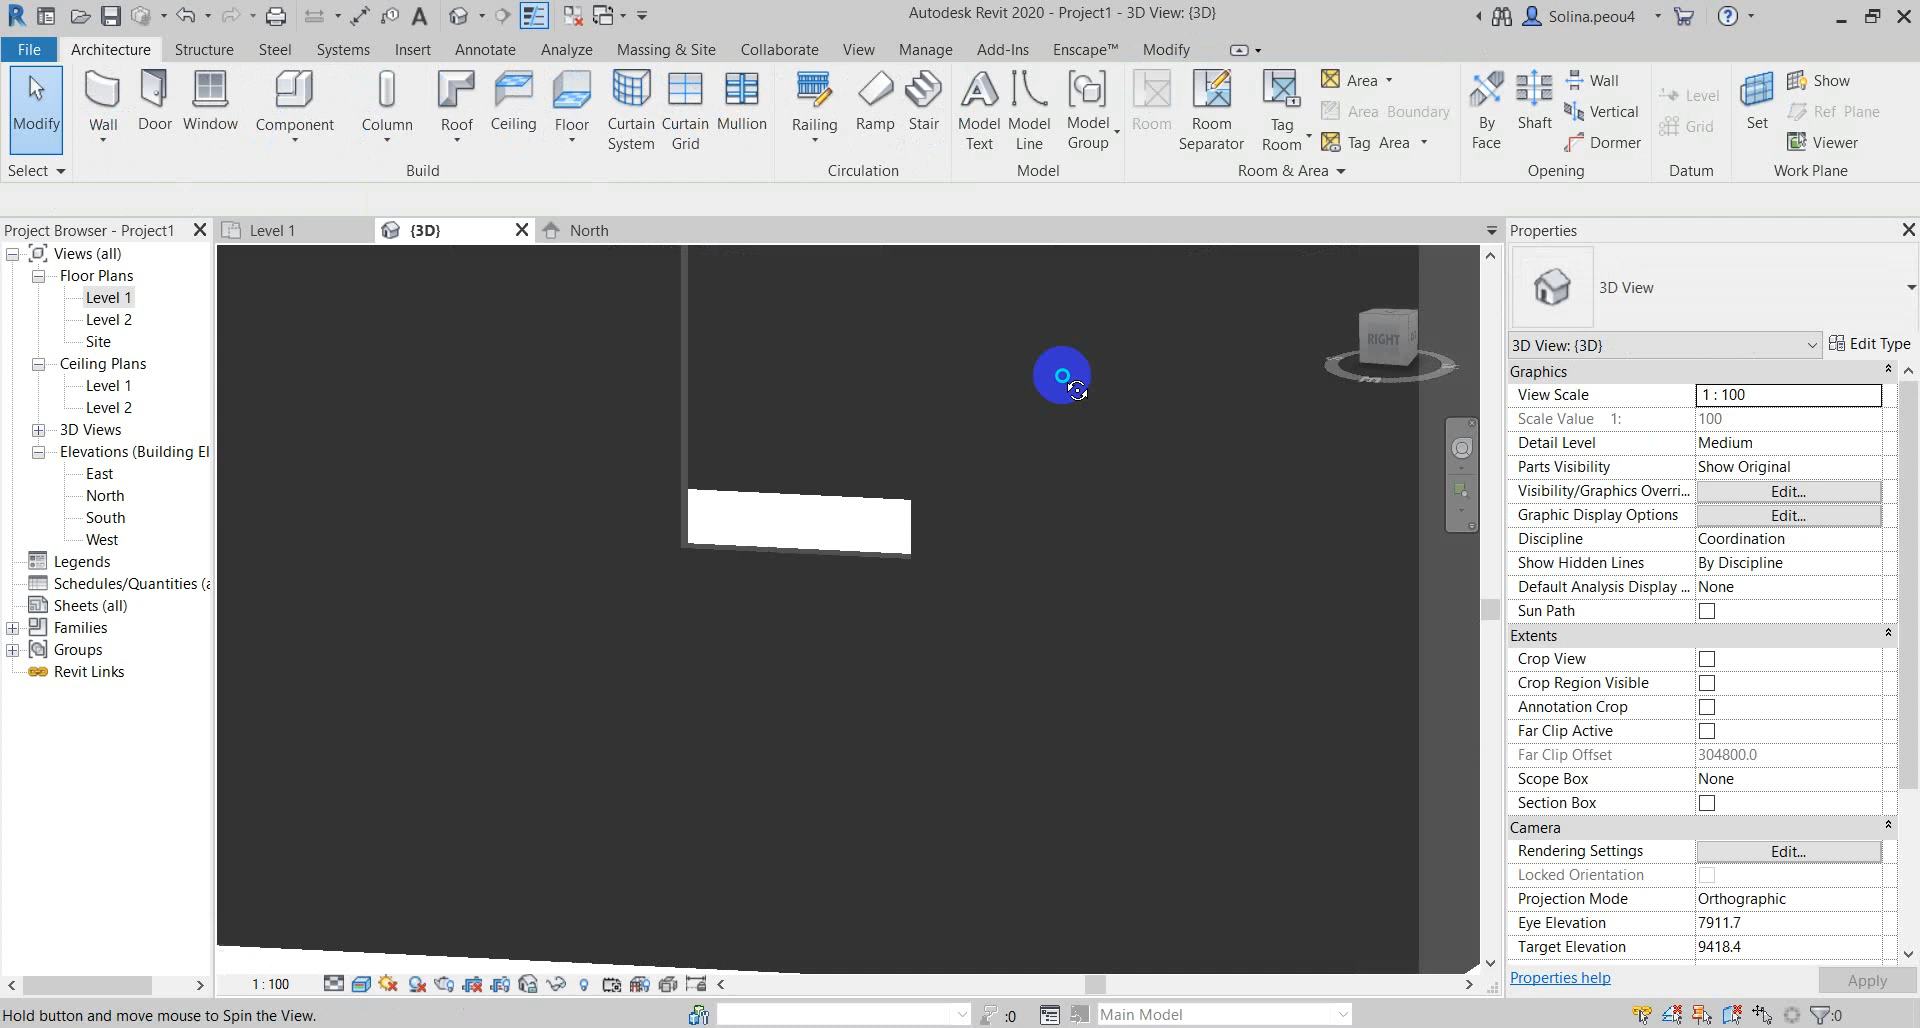 Autodesk Revit 2020 - Project1 - 3D View: {3D}
Solina.peou4
File Architecture Structure Steel Systems Insert Annotate Analyze Massing & Site Collaborate View Manage Add-Ins Enscape™ Modify
Modify
Wall
Door
Window
Component
Column
Roof
Ceiling
Floor
Curtain System
Curtain Grid
Mullion
Railing
Ramp
Stair
Model Text
Model Line
Model Group
Room
Room Separator
Tag Room
Area
Area Boundary
Tag Area
By Face
Shaft
Wall
Vertical
Dormer
Level
Grid
Set
Show
Ref Plane
Viewer
Select Build Circulation Model Room & Area Opening Datum Work Plane
Project Browser - Project1
Level 1 {3D} North
Views (all)
Floor Plans
Level 1
Level 2
Site
Ceiling Plans
Level 1
Level 2
3D Views
Elevations (Building El
East
North
South
West
Legends
Schedules/Quantities (a
Sheets (all)
Families
Groups
Revit Links
RIGHT
Properties
3D View
3D View: {3D} Edit Type
Graphics
View Scale 1 : 100
Scale Value 1: 100
Detail Level Medium
Parts Visibility Show Original
Visibility/Graphics Overri... Edit...
Graphic Display Options Edit...
Discipline Coordination
Show Hidden Lines By Discipline
Default Analysis Display ... None
Sun Path
Extents
Crop View
Crop Region Visible
Annotation Crop
Far Clip Active
Far Clip Offset 304800.0
Scope Box None
Section Box
Camera
Rendering Settings Edit...
Locked Orientation
Projection Mode Orthographic
Eye Elevation 7911.7
Target Elevation 9418.4
Properties help Apply
1 : 100
Hold button and move mouse to Spin the View.
:0
Main Model
:0